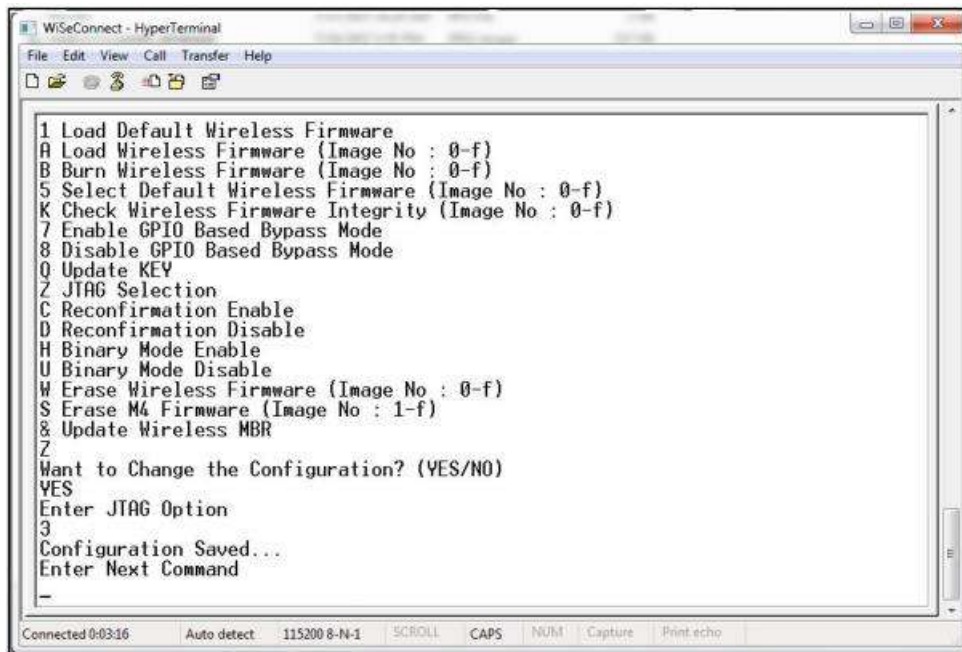 WiSeConnect - HyperTerminal
File Edit View Call Transfer Help
1 Load Default Wireless Firmware
A Load Wireless Firmware (Image No : 0-f)
B Burn Wireless Firmware (Image No : 0-f)
5 Select Default Wireless Firmware (Image No : 0-f)
K Check Wireless Firmware Integrity (Image No : 0-f)
7 Enable GPIO Based Bypass Mode
8 Disable GPIO Based Bypass Mode
Q Update KEY
Z JTAG Selection
C Reconfirmation Enable
D Reconfirmation Disable
H Binary Mode Enable
U Binary Mode Disable
W Erase Wireless Firmware (Image No : 0-f)
S Erase M4 Firmware (Image No : 1-f)
& Update Wireless MBR
Z
Want to Change the Configuration? (YES/NO)
YES
Enter JTAG Option
3
Configuration Saved...
Enter Next Command
_
Connected 0:03:16 Auto detect 115200 8-N-1 SCROLL CAPS NUM Capture Print echo